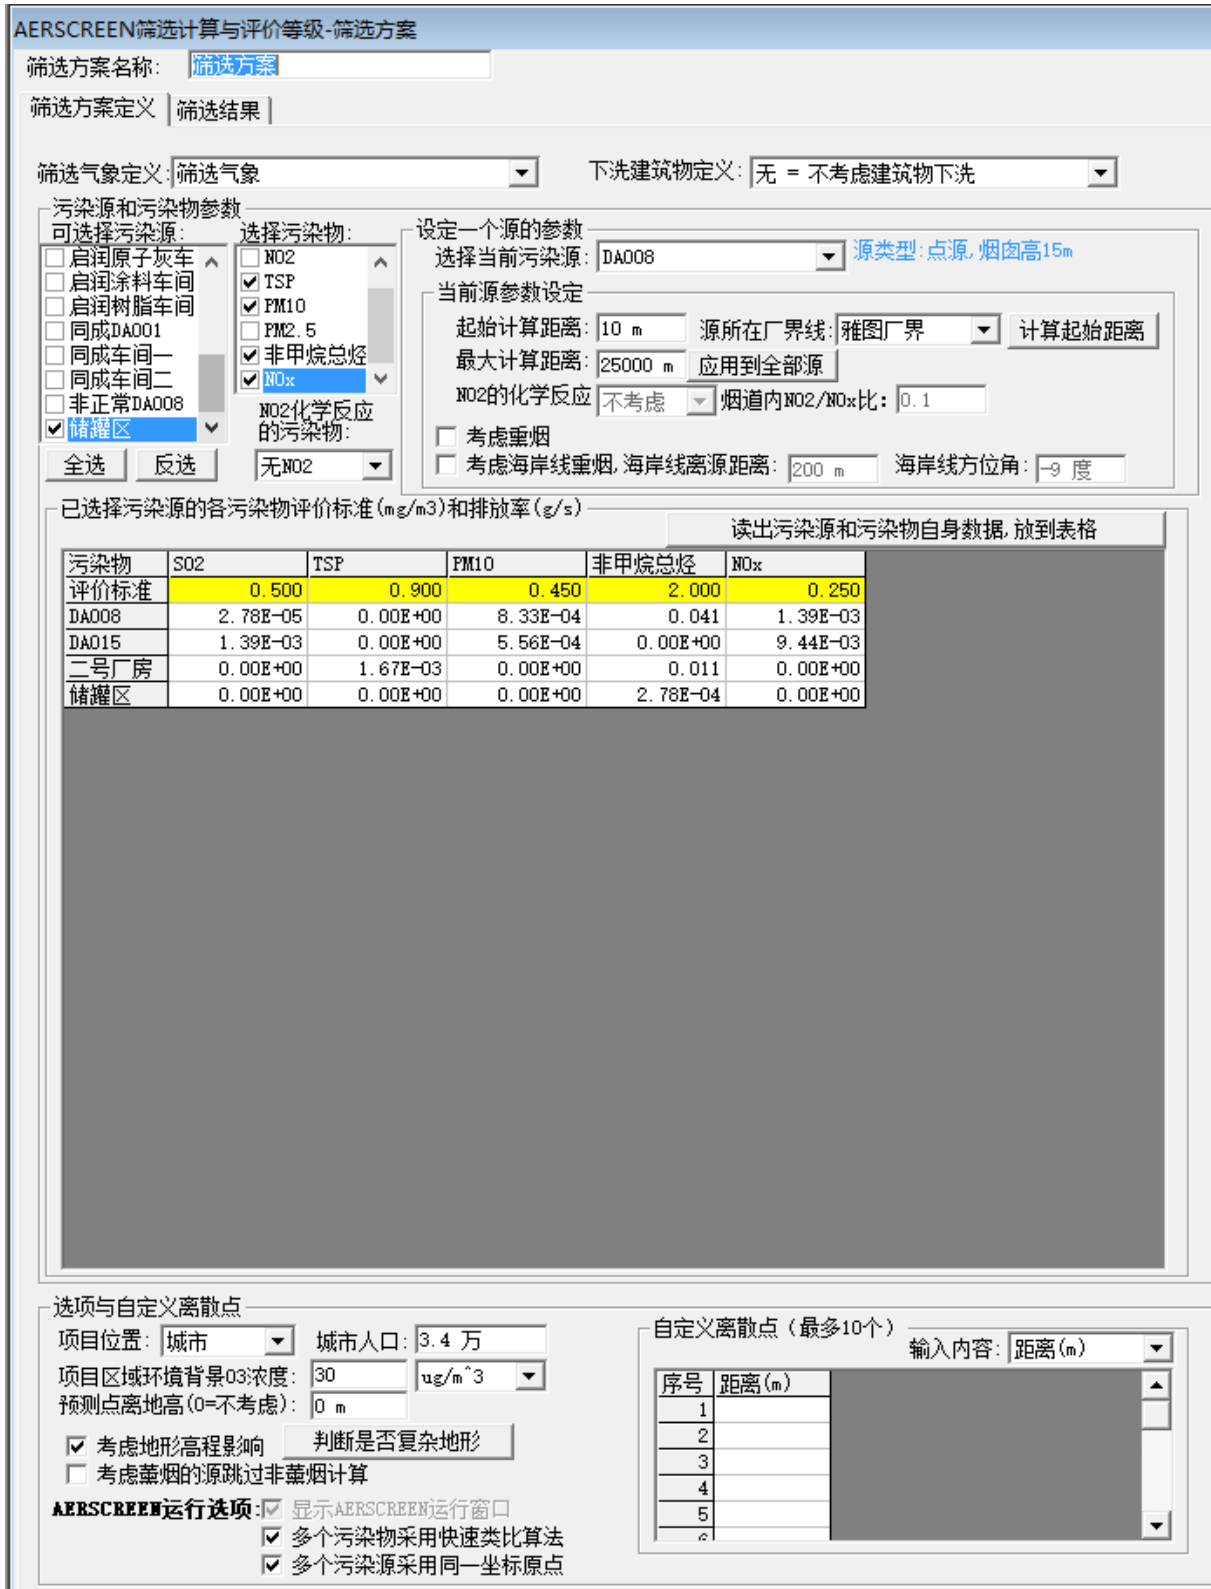 AERSCREEN筛选计算与评价等级-筛选方案
筛选方案名称: 筛选方案
筛选方案定义 筛选结果
筛选气象定义: 筛选气象 下洗建筑物定义: 无 = 不考虑建筑物下洗
污染源和污染物参数
可选择污染源: 选择污染物:
启润原子灰车
启润涂料车间
启润树脂车间
同成DA001
同成车间一
同成车间二
非正常DA008
储罐区
NO2
TSP
PM10
PM2.5
非甲烷总烃
NOx
全选 反选
NO2化学反应
的污染物:
无NO2
设定一个源的参数
选择当前污染源: DA008 源类型:点源,烟囱高15m
当前源参数设定
起始计算距离: 10 m 源所在厂界线: 雅图厂界 计算起始距离
最大计算距离: 25000 m 应用到全部源
NO2的化学反应 不考虑 烟道内NO2/NOx比: 0.1
考虑重烟
考虑海岸线重烟,海岸线离源距离: 200 m 海岸线方位角: -9 度
已选择污染源的各污染物评价标准(mg/m3)和排放率(g/s)
读出污染源和污染物自身数据,放到表格
污染物 SO2 TSP PM10 非甲烷总烃 NOx
评价标准 0.500 0.900 0.450 2.000 0.250
DA008 2.78E-05 0.00E+00 8.33E-04 0.041 1.39E-03
DA015 1.39E-03 0.00E+00 5.56E-04 0.00E+00 9.44E-03
二号厂房 0.00E+00 1.67E-03 0.00E+00 0.011 0.00E+00
储罐区 0.00E+00 0.00E+00 0.00E+00 2.78E-04 0.00E+00
选项与自定义离散点
项目位置: 城市 城市人口: 3.4 万
项目区域环境背景O3浓度: 30 ug/m^3
预测点离地高(0=不考虑): 0 m
考虑地形高程影响 判断是否复杂地形
考虑薰烟的源跳过非薰烟计算
AERSCREEN运行选项: 显示AERSCREEN运行窗口
多个污染物采用快速类比算法
多个污染源采用同一坐标原点
自定义离散点（最多10个）
输入内容: 距离(m)
序号 距离(m)
1
2
3
4
5